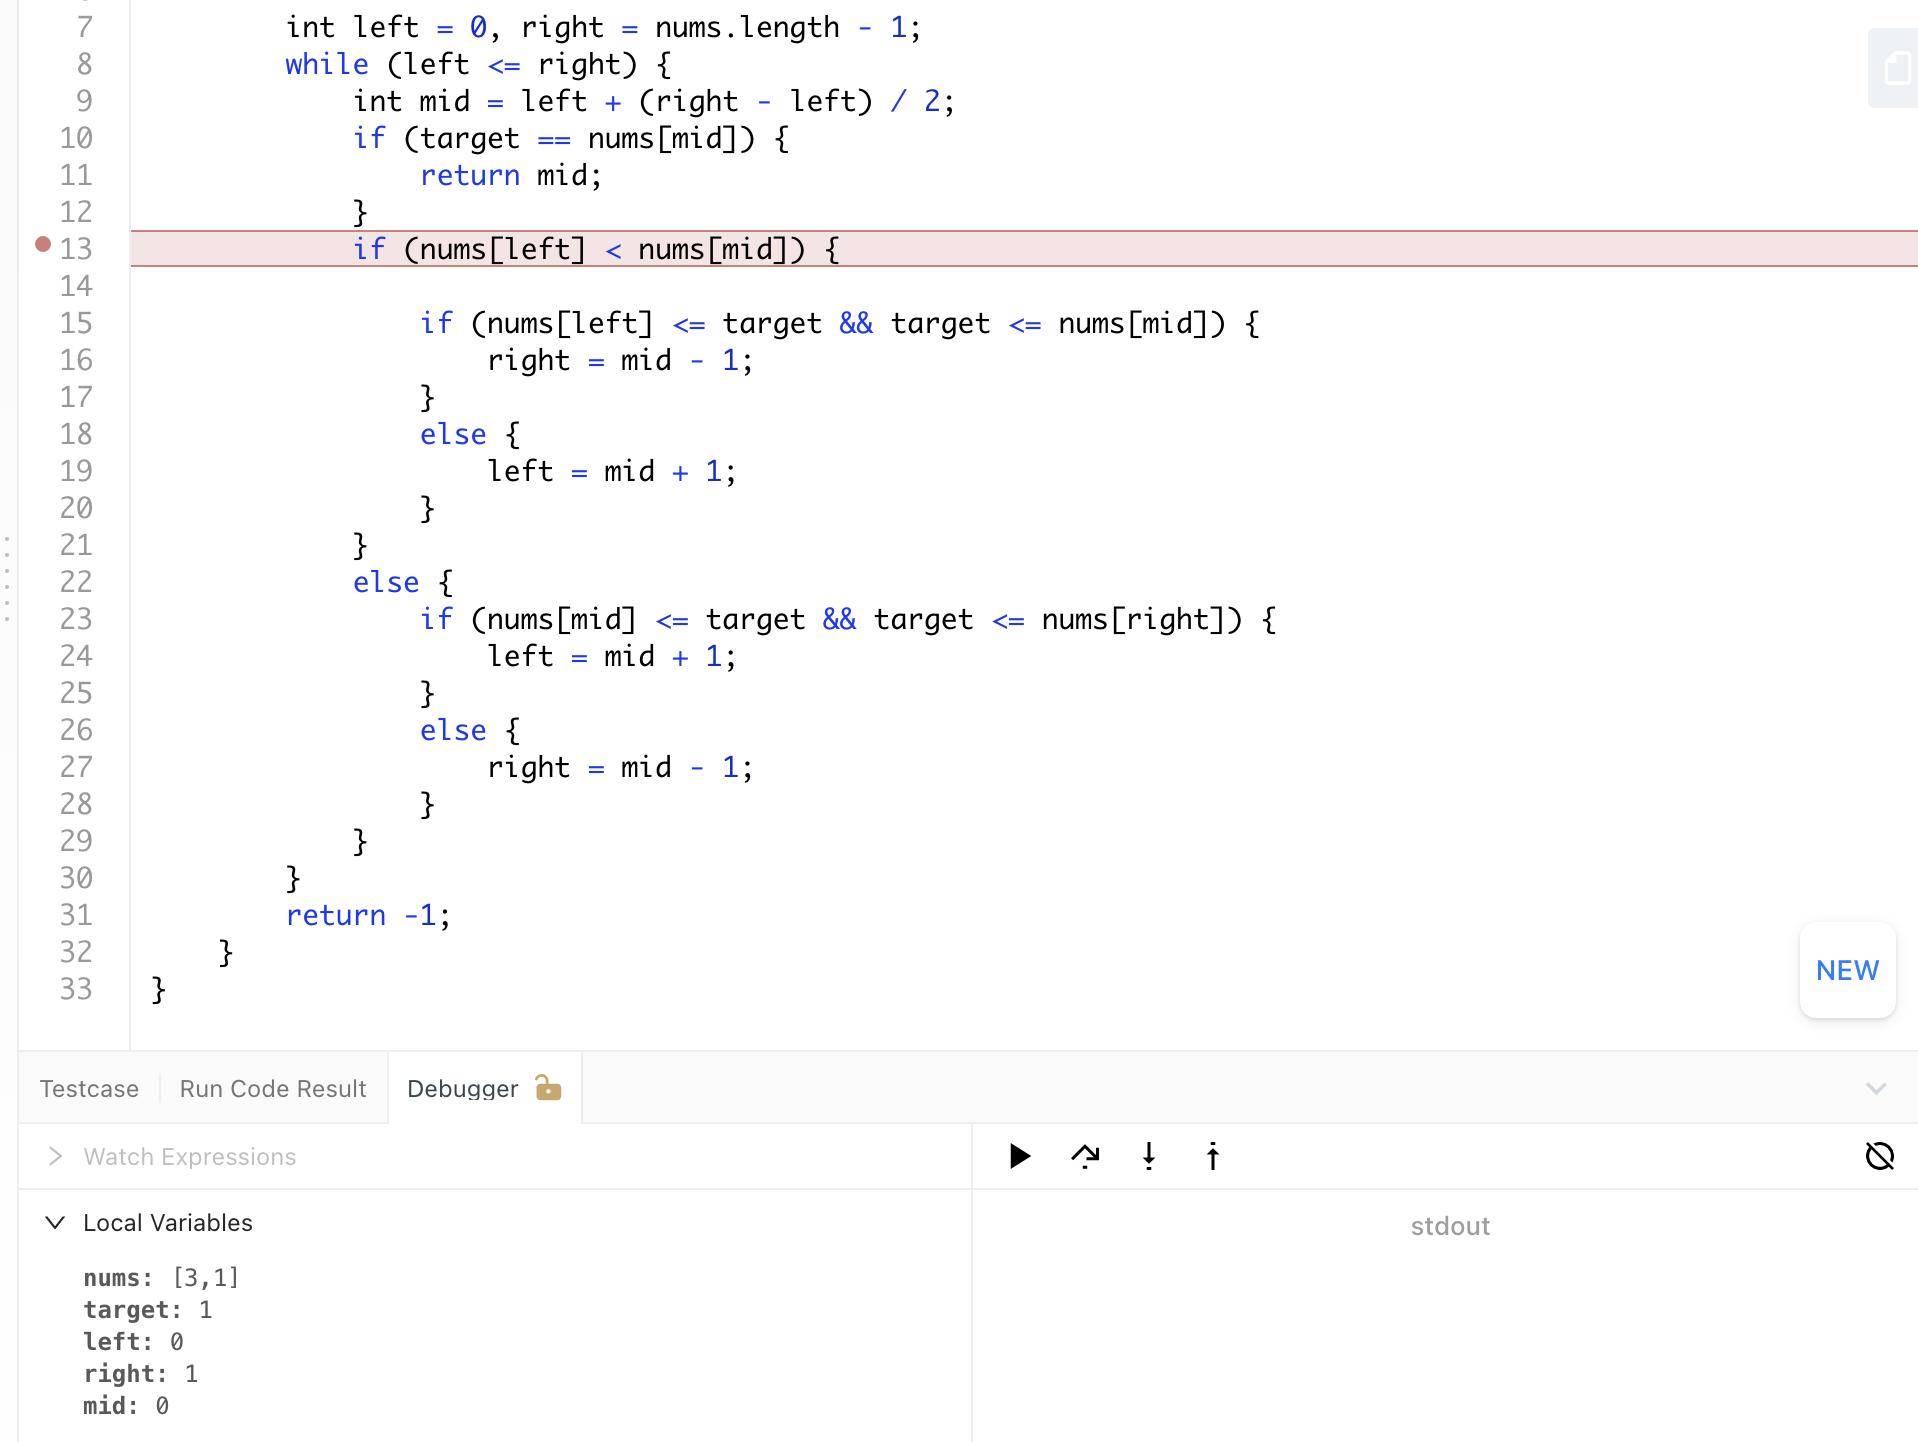 7 int left = 0, right = nums.length - 1;
8 while (left <= right) {
9 int mid = left + (right - left) / 2;
10 if (target == nums[mid]) {
11 return mid;
12 }
13 if (nums[left] < nums[mid]) {
14
15 if (nums[left] <= target && target <= nums[mid]) {
16 right = mid - 1;
17 }
18 else {
19 left = mid + 1;
20 }
21 }
22 else {
23 if (nums[mid] <= target && target <= nums[right]) {
24 left = mid + 1;
25 }
26 else {
27 right = mid - 1;
28 }
29 }
30 }
31 return -1;
32 }
33 }
NEW
Testcase Run Code Result Debugger
Watch Expressions
Local Variables
stdout
nums: [3,1]
target: 1
left: 0
right: 1
mid: 0